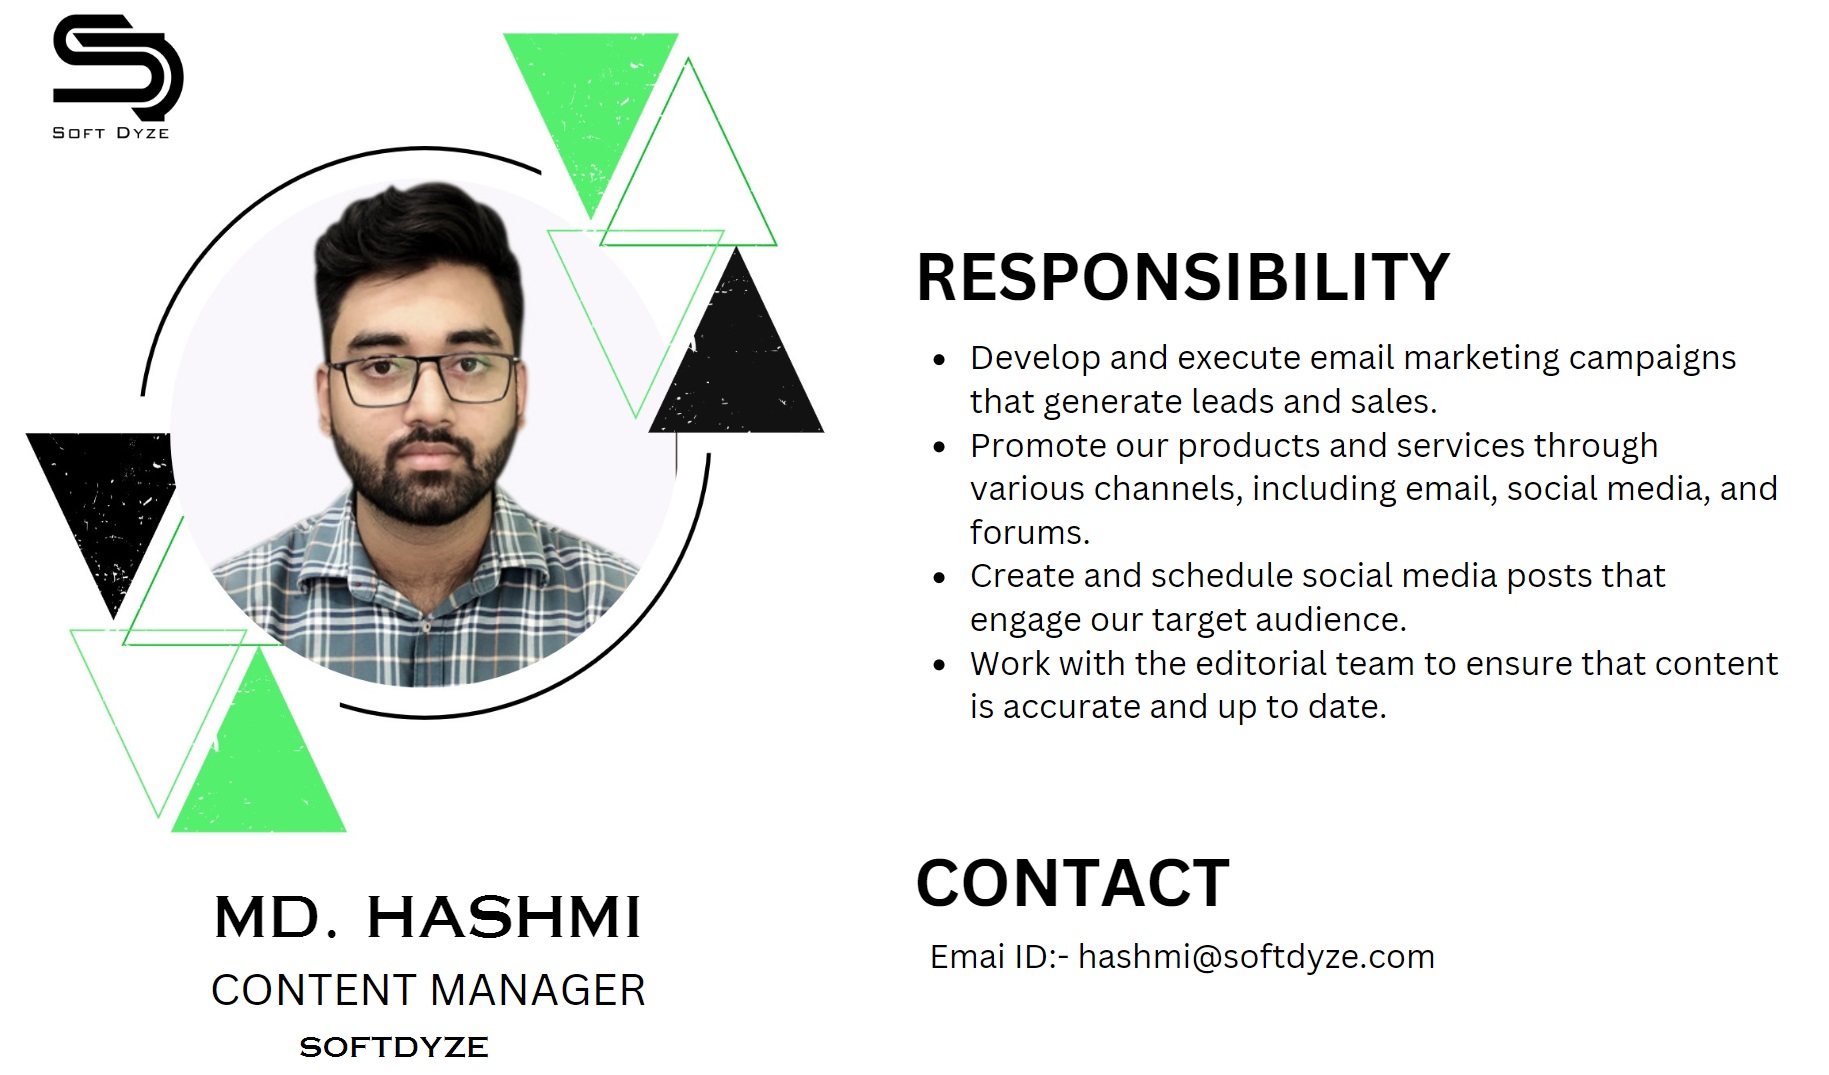 SOFT DYZE
RESPONSIBILITY
• Develop and execute email marketing campaigns
that generate leads and sales.
• Promote our products and services through
various channels, including email, social media, and
forums.
• Create and schedule social media posts that
engage our target audience.
• Work with the editorial team to ensure that content
is accurate and up to date.
CONTACT
Emai ID:- hashmi@softdyze.com
MD. HASHMI
CONTENT MANAGER
SOFTDYZE